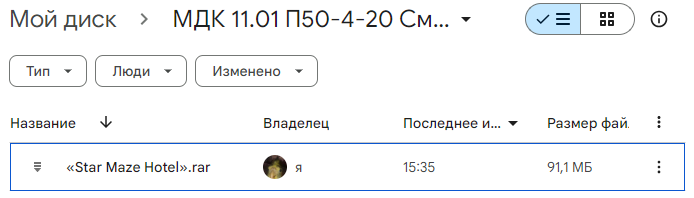 Мой диск > МДК 11.01 П50-4-20 См...
Тип Люди Изменено
Название Владелец Последнее и... Размер фай.
«Star Maze Hotel».rar я 15:35 91,1 МБ